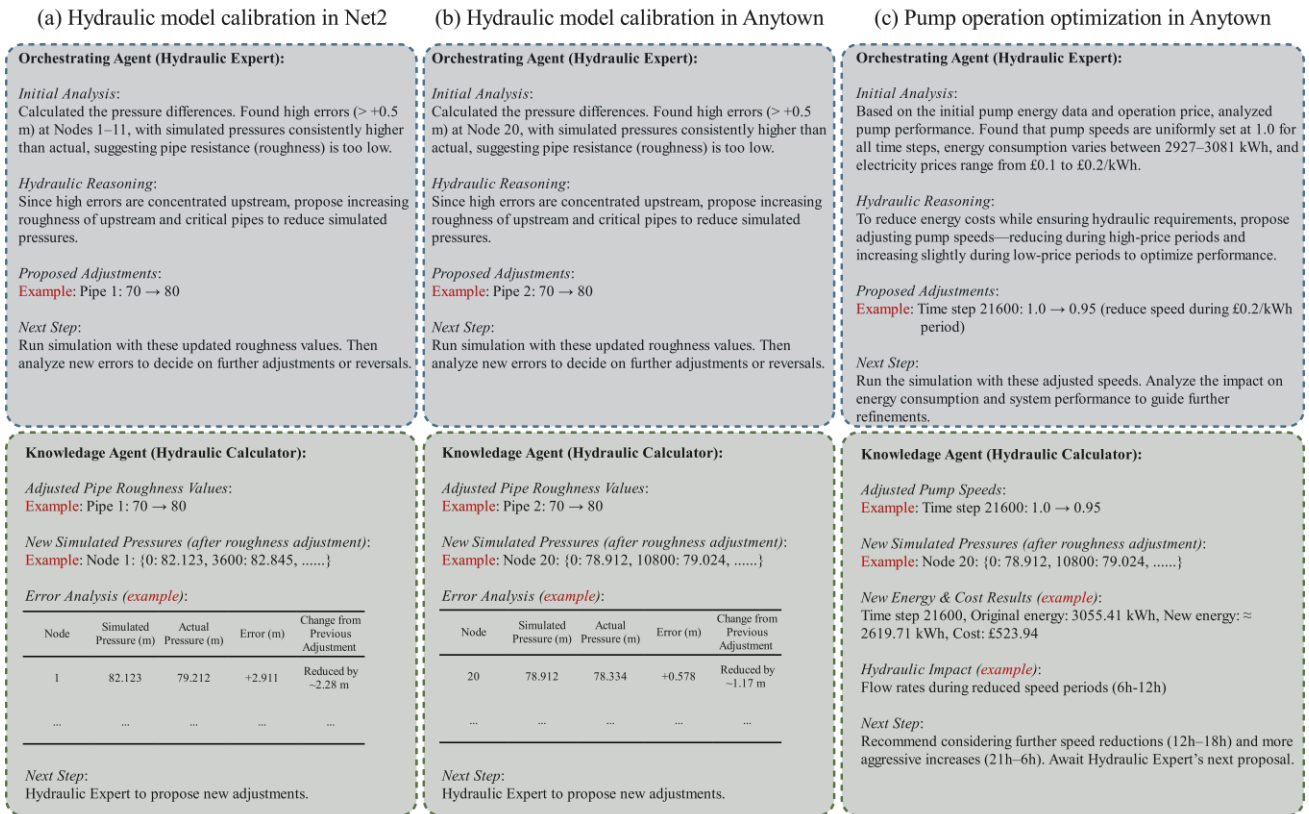 (a) Hydraulic model calibration in Net2
Orchestrating Agent (Hydraulic Expert):
Initial Analysis:
Calculated the pressure differences. Found high errors (> +0.5
m) at Nodes 1–11, with simulated pressures consistently higher
than actual, suggesting pipe resistance (roughness) is too low.
Hydraulic Reasoning:
Since high errors are concentrated upstream, propose increasing
roughness of upstream and critical pipes to reduce simulated
pressures.
Proposed Adjustments:
Example: Pipe 1: 70 → 80
Next Step:
Run simulation with these updated roughness values. Then
analyze new errors to decide on further adjustments or reversals.
Knowledage Agent (Hydraulic Calculator):
Adjusted Pipe Roughness Values:
Example: Pipe 1: 70 → 80
New Simulated Pressures (after roughness adjustment):
Example: Node 1: {0: 82.123, 3600: 82.845, ......}
Error Analysis (example):
Node Simulated Pressure (m) Actual Pressure (m) Error (m) Change from Previous Adjustment
1 82.123 79.212 +2.911 Reduced by ~2.28 m
... ... ... ... ...
Next Step:
Hydraulic Expert to propose new adjustments.
(b) Hydraulic model calibration in Anytown
Orchestrating Agent (Hydraulic Expert):
Initial Analysis:
Calculated the pressure differences. Found high errors (> +0.5
m) at Node 20, with simulated pressures consistently higher than
actual, suggesting pipe resistance (roughness) is too low.
Hydraulic Reasoning:
Since high errors are concentrated upstream, propose increasing
roughness of upstream and critical pipes to reduce simulated
pressures.
Proposed Adjustments:
Example: Pipe 2: 70 → 80
Next Step:
Run simulation with these updated roughness values. Then
analyze new errors to decide on further adjustments or reversals.
Knowledage Agent (Hydraulic Calculator):
Adjusted Pipe Roughness Values:
Example: Pipe 2: 70 → 80
New Simulated Pressures (after roughness adjustment):
Example: Node 20: {0: 78.912, 10800: 79.024, ......}
Error Analysis (example):
Node Simulated Pressure (m) Actual Pressure (m) Error (m) Change from Previous Adjustment
20 78.912 78.334 +0.578 Reduced by ~1.17 m
... ... ... ... ...
Next Step:
Hydraulic Expert to propose new adjustments.
(c) Pump operation optimization in Anytown
Orchestrating Agent (Hydraulic Expert):
Initial Analysis:
Based on the initial pump energy data and operation price, analyzed
pump performance. Found that pump speeds are uniformly set at 1.0 for
all time steps, energy consumption varies between 2927–3081 kWh, and
electricity prices range from £0.1 to £0.2/kWh.
Hydraulic Reasoning:
To reduce energy costs while ensuring hydraulic requirements, propose
adjusting pump speeds—reducing during high-price periods and
increasing slightly during low-price periods to optimize performance.
Proposed Adjustments:
Example: Time step 21600: 1.0 → 0.95 (reduce speed during £0.2/kWh
period)
Next Step:
Run the simulation with these adjusted speeds. Analyze the impact on
energy consumption and system performance to guide further
refinements.
Knowledage Agent (Hydraulic Calculator):
Adjusted Pump Speeds:
Example: Time step 21600: 1.0 → 0.95
New Simulated Pressures (after roughness adjustment):
Example: Node 20: {0: 78.912, 10800: 79.024, ......}
New Energy & Cost Results (example):
Time step 21600, Original energy: 3055.41 kWh, New energy: ≈
2619.71 kWh, Cost: £523.94
Hydraulic Impact (example):
Flow rates during reduced speed periods (6h-12h)
Next Step:
Recommend considering further speed reductions (12h–18h) and more
aggressive increases (21h–6h). Await Hydraulic Expert’s next proposal.